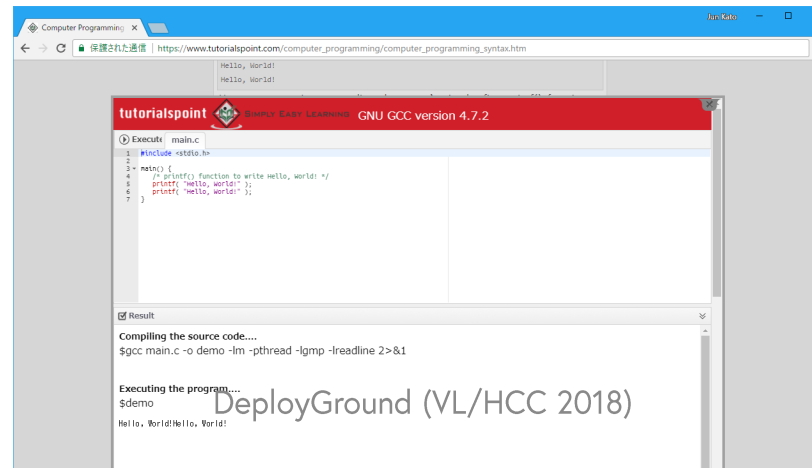 Jun Kato
Computer Programming
保護された通信 | https://www.tutorialspoint.com/computer_programming/computer_programming_syntax.htm
Hello, World!
Hello, World!
tutorialspoint SIMPLY EASY LEARNING GNU GCC version 4.7.2
Execute main.c
1 #include <stdio.h>
2
3 main() {
4 /* printf() function to write Hello, World! */
5 printf( "Hello, World!" );
6 printf( "Hello, World!" );
7 }
Result
Compiling the source code....
$gcc main.c -o demo -lm -pthread -lgmp -lreadline 2>&1
Executing the program....
$demo
DeployGround (VL/HCC 2018)
Hello, World!Hello, World!